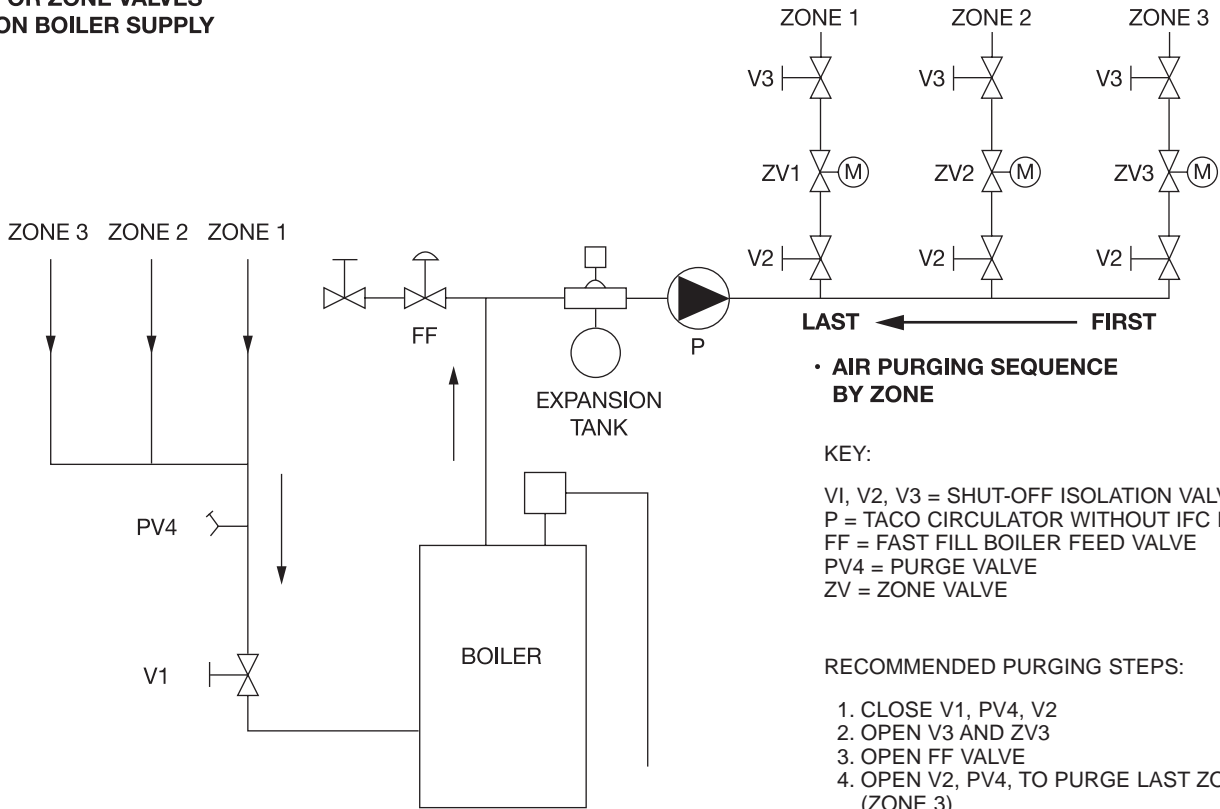 OR ZONE VALVES
ON BOILER SUPPLY
ZONE 1 ZONE 2 ZONE 3
V3 V3 V3
ZV1 M ZV2 M ZV3 M
V2 V2 V2
ZONE 3 ZONE 2 ZONE 1
FF
P
EXPANSION
TANK
LAST FIRST
• AIR PURGING SEQUENCE
BY ZONE
PV4
V1
BOILER
KEY:
VI, V2, V3 = SHUT-OFF ISOLATION
P = TACO CIRCULATOR WITHOUT IFC
FF = FAST FILL BOILER FEED VALVE
PV4 = PURGE VALVE
ZV = ZONE VALVE
RECOMMENDED PURGING STEPS:
1. CLOSE V1, PV4, V2
2. OPEN V3 AND ZV3
3. OPEN FF VALVE
4. OPEN V2, PV4, TO PURGE LAST
(ZONE 3)